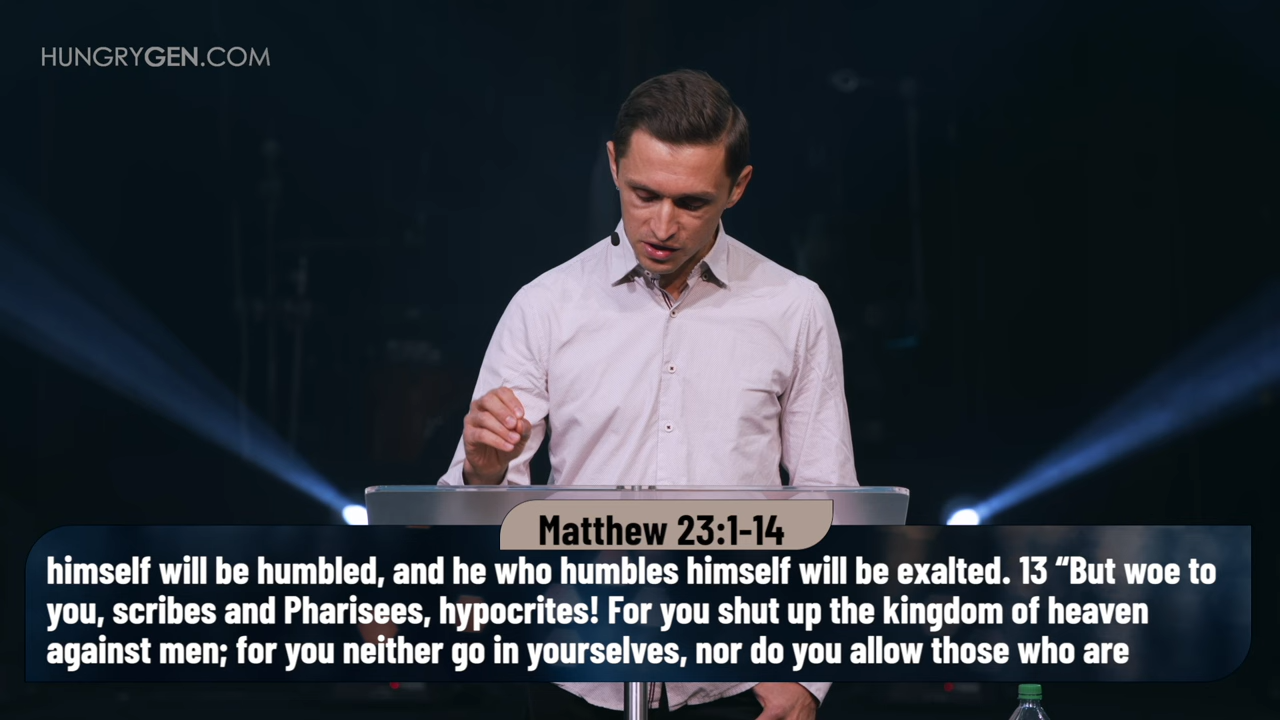 HUNGRYGEN.COM
Matthew 23:1-14
himself will be humbled, and he who humbles himself will be exalted. 13 “But woe to
you, scribes and Pharisees, hypocrites! For you shut up the kingdom of heaven
against men; for you neither go in yourselves, nor do you allow those who are